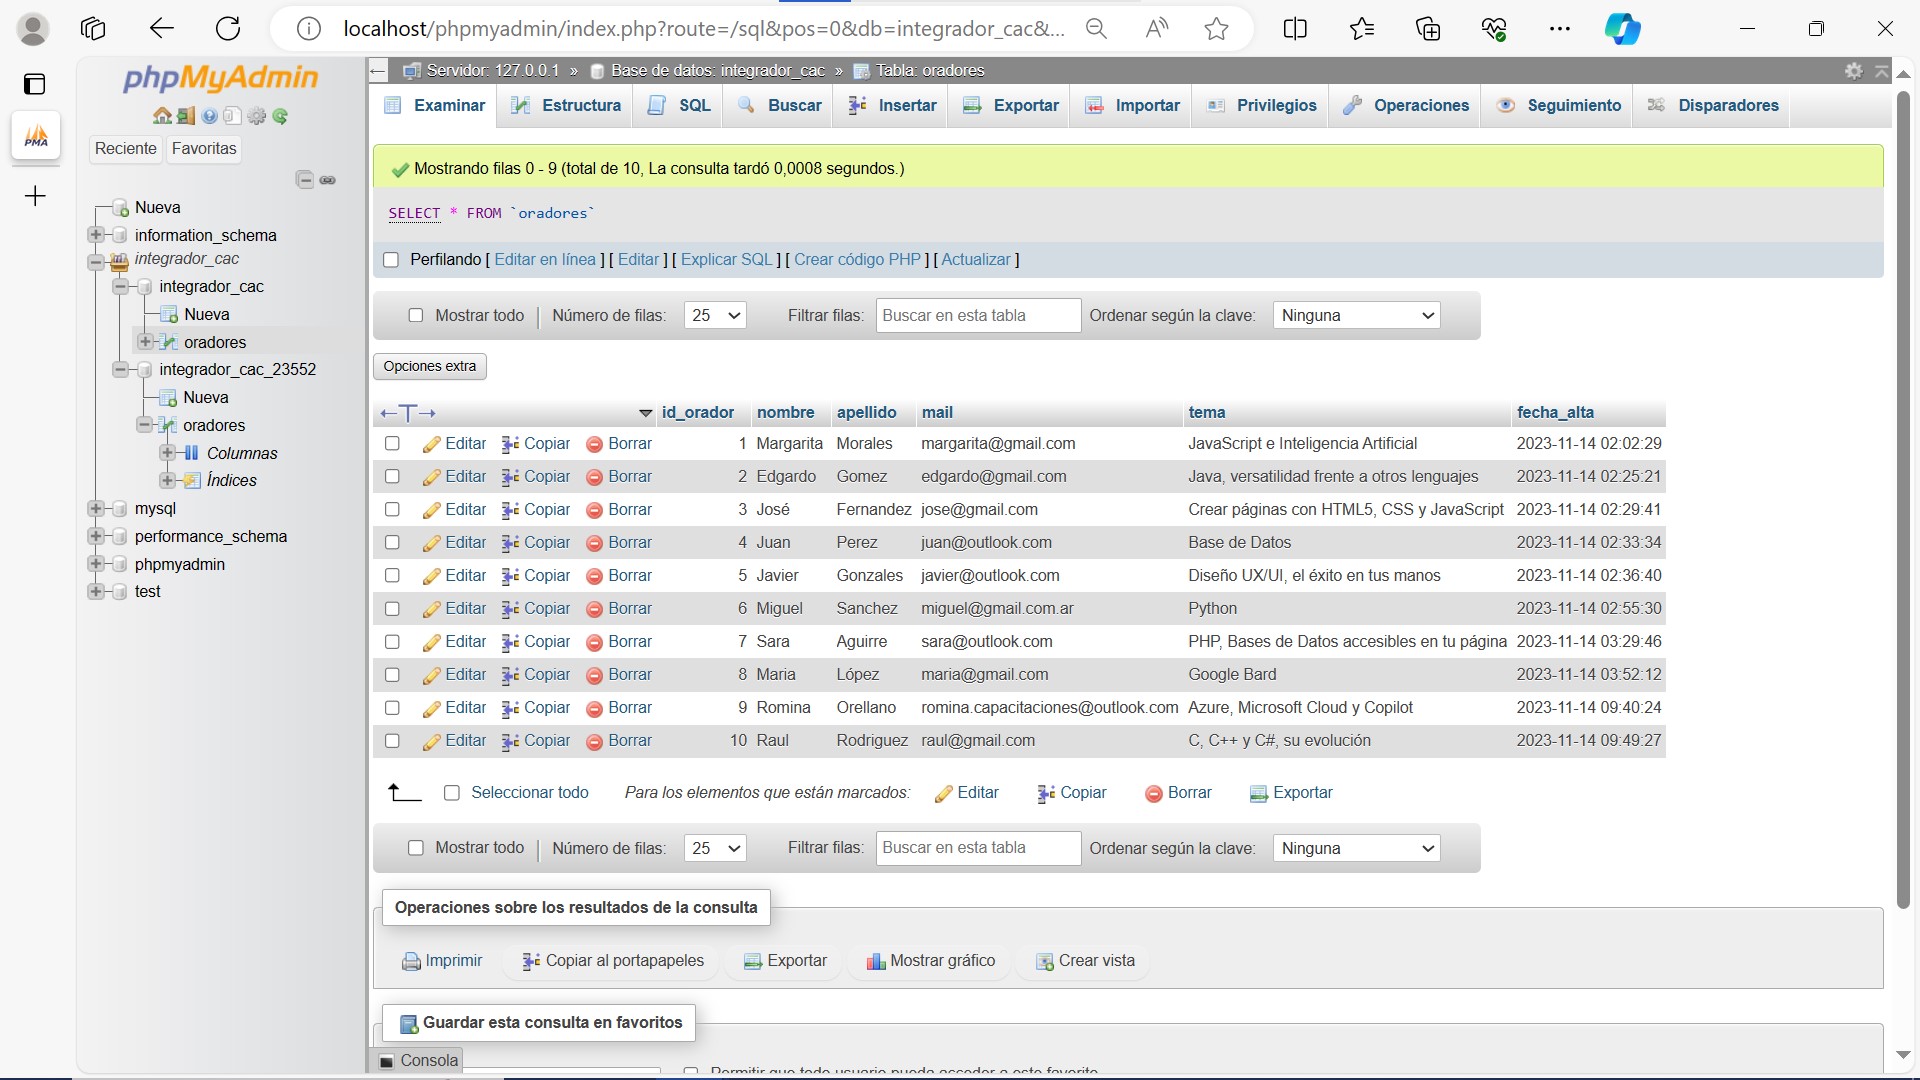 localhost/phpmyadmin/index.php?route=/sql&pos=0&db=integrador_cac&...
phpMyAdmin
Reciente Favoritas
Nueva
information_schema
integrador_cac
integrador_cac
Nueva
oradores
integrador_cac_23552
Nueva
oradores
Columnas
Índices
mysql
performance_schema
phpmyadmin
test
PMA
Servidor: 127.0.0.1 » Base de datos: integrador_cac » Tabla: oradores
Examinar Estructura SQL Buscar Insertar Exportar Importar Privilegios Operaciones Seguimiento Disparadores
Mostrando filas 0 - 9 (total de 10, La consulta tardó 0,0008 segundos.)
SELECT * FROM `oradores`
Perfilando [ Editar en línea ] [ Editar ] [ Explicar SQL ] [ Crear código PHP ] [ Actualizar ]
Mostrar todo | Número de filas: 25 Filtrar filas: Buscar en esta tabla Ordenar según la clave: Ninguna
Opciones extra
←T→ id_orador nombre apellido mail tema fecha_alta
Editar Copiar Borrar 1 Margarita Morales margarita@gmail.com JavaScript e Inteligencia Artificial 2023-11-14 02:02:29
Editar Copiar Borrar 2 Edgardo Gomez edgardo@gmail.com Java, versatilidad frente a otros lenguajes 2023-11-14 02:25:21
Editar Copiar Borrar 3 José Fernandez jose@gmail.com Crear páginas con HTML5, CSS y JavaScript 2023-11-14 02:29:41
Editar Copiar Borrar 4 Juan Perez juan@outlook.com Base de Datos 2023-11-14 02:33:34
Editar Copiar Borrar 5 Javier Gonzales javier@outlook.com Diseño UX/UI, el éxito en tus manos 2023-11-14 02:36:40
Editar Copiar Borrar 6 Miguel Sanchez miguel@gmail.com.ar Python 2023-11-14 02:55:30
Editar Copiar Borrar 7 Sara Aguirre sara@outlook.com PHP, Bases de Datos accesibles en tu página 2023-11-14 03:29:46
Editar Copiar Borrar 8 Maria López maria@gmail.com Google Bard 2023-11-14 03:52:12
Editar Copiar Borrar 9 Romina Orellano romina.capacitaciones@outlook.com Azure, Microsoft Cloud y Copilot 2023-11-14 09:40:24
Editar Copiar Borrar 10 Raul Rodriguez raul@gmail.com C, C++ y C#, su evolución 2023-11-14 09:49:27
Seleccionar todo Para los elementos que están marcados: Editar Copiar Borrar Exportar
Mostrar todo | Número de filas: 25 Filtrar filas: Buscar en esta tabla Ordenar según la clave: Ninguna
Operaciones sobre los resultados de la consulta
Imprimir Copiar al portapapeles Exportar Mostrar gráfico Crear vista
Guardar esta consulta en favoritos
Consola
Permitir que todo usuario pueda acceder a este favorito